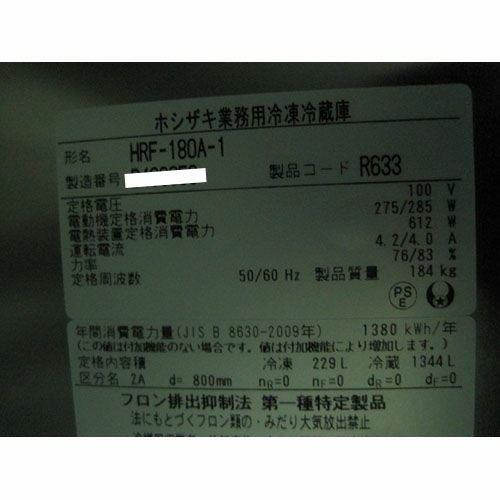 ホシザキ業務用冷凍冷蔵庫
形名 HRF-180A-1
製造番号
製品コード R633
定格電圧 100 V
電動機定格消費電力 275/285 W
電熱装置定格消費電力 612 W
運転電流 4.2/4.0 A
力率 76/83 %
定格周波数 50/60 Hz 製品質量 184 kg
PS E
年間消費電力量(JIS B 8630-2009年) 1380 kWh/年
(この値は付加機能のない場合です。値は付加機能により増加します。)
定格内容積 冷凍 229L 冷蔵 1344L
区分名 2A d= 800mm nR=0 nF=0 dR=0 dF=0
フロン排出抑制法 第一種特定製品
法にもとづくフロン類の・みだり大気放出禁止